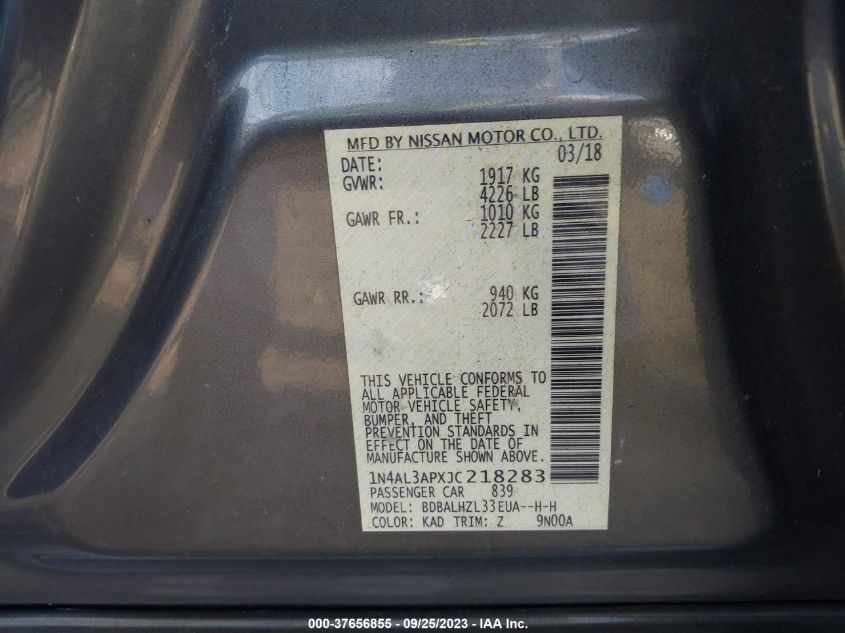 MFD BY NISSAN MOTOR CO., LTD.
DATE: 03/18
GVWR: 1917 KG
4226 LB
GAWR FR.: 1010 KG
2227 LB
GAWR RR.: 940 KG
2072 LB
THIS VEHICLE CONFORMS TO
ALL APPLICABLE FEDERAL
MOTOR VEHICLE SAFETY,
BUMPER, AND THEFT
PREVENTION STANDARDS IN
EFFECT ON THE DATE OF
MANUFACTURE SHOWN ABOVE.
1N4AL3APXJC218283
PASSENGER CAR 839
MODEL: BDBALHZL33EUA--H-H
COLOR: KAD TRIM: Z 9N00A
000-37656855 - 09/25/2023 - IAA Inc.